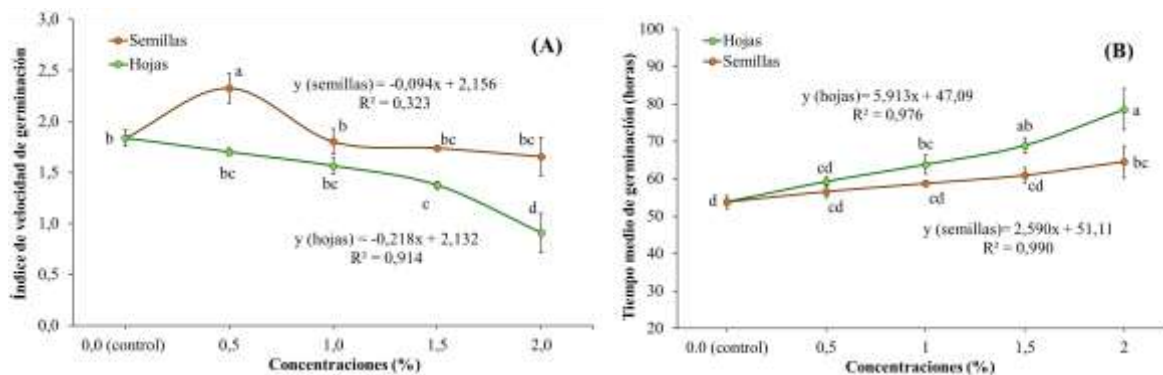 Índice de velocidad de germinación
3,0
2,5
2,0
1,5
1,0
0,5
0,0
Semillas
Hojas
(A)
a
y (semillas) = -0,094x + 2,156
R² = 0,323
b
b
bc
bc
bc
bc
c
d
y (hojas) = -0,218x + 2,132
R² = 0,914
0,0 (control)
0,5
1,0
1,5
2,0
Concentraciones (%)
Tiempo medio de germinación (horas)
100
90
80
70
60
50
40
30
20
Hojas
Semillas
(B)
y (hojas)= 5,913x + 47,09
R² = 0,976
a
ab
bc
cd
d
bc
cd
cd
cd
y (semillas)= 2,590x + 51,11
R² = 0,990
0.0 (control)
0,5
1
1,5
2
Concentraciones (%)